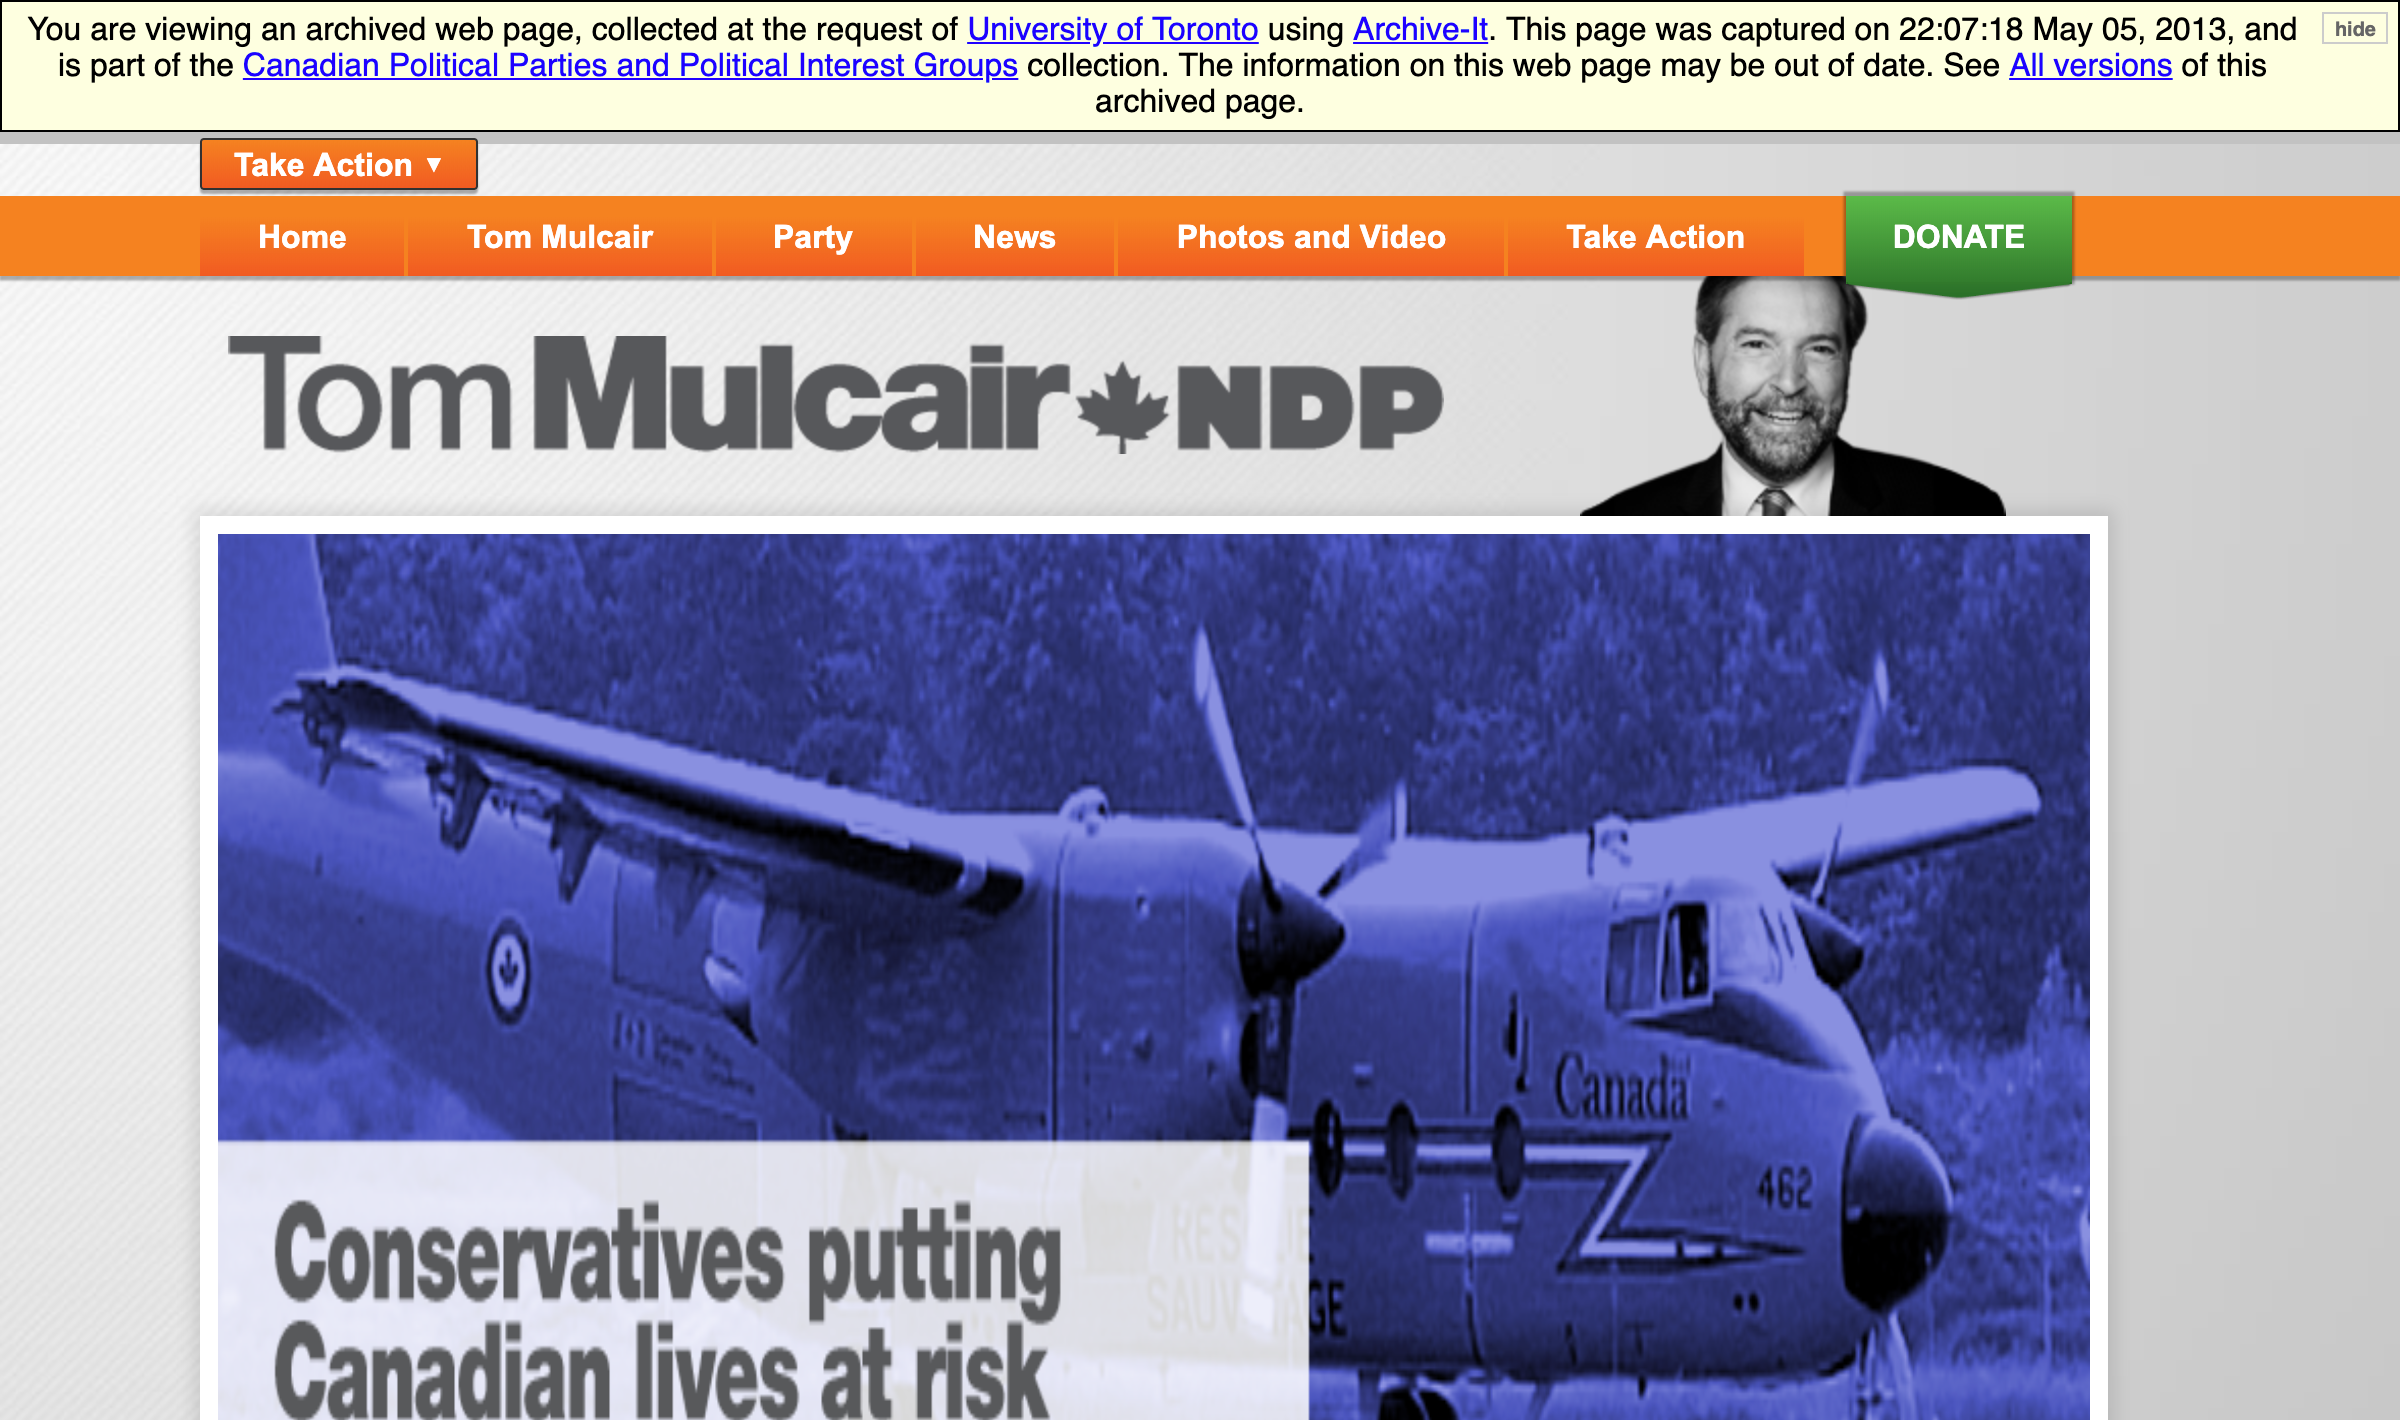 You are viewing an archived web page, collected at the request of University of Toronto using Archive-It. This page was captured on 22:07:18 May 05, 2013, and
hide
is part of the Canadian Political Parties and Political Interest Groups collection. The information on this web page may be out of date. See All versions of this
archived page.
Take Action ▼
Home Tom Mulcair Party News Photos and Video Take Action DONATE
Tom Mulcair NDP
Canada
462
Conservatives putting
Canadian lives at risk